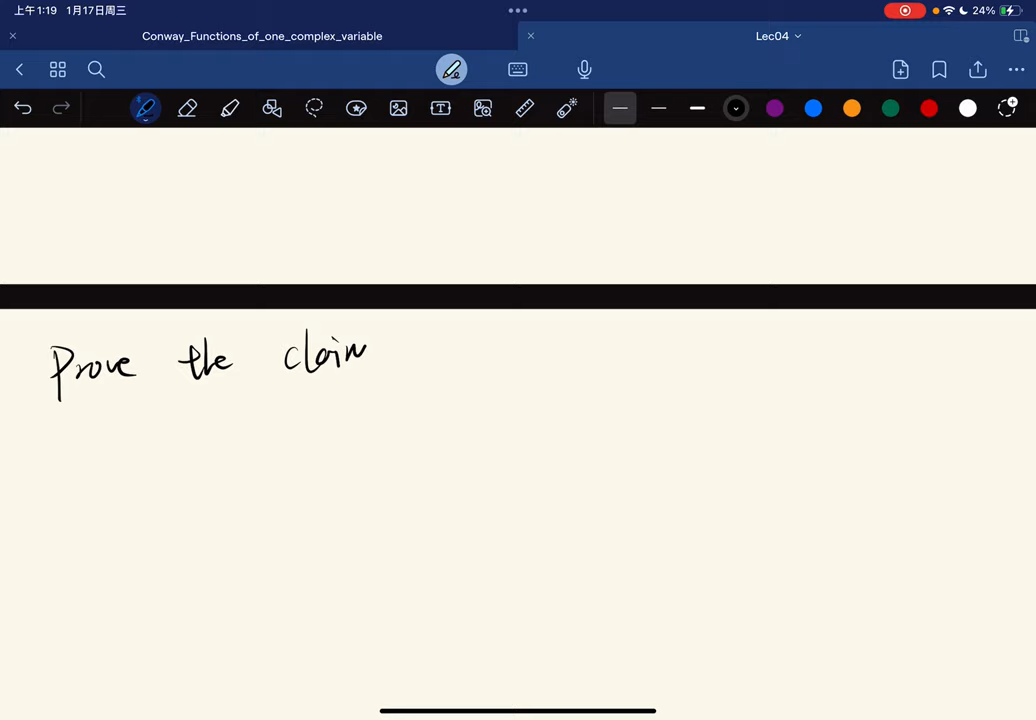 上午1:19 1月17日周三
24%
Conway_Functions_of_one_complex_variable
Lec04
Prove the claim